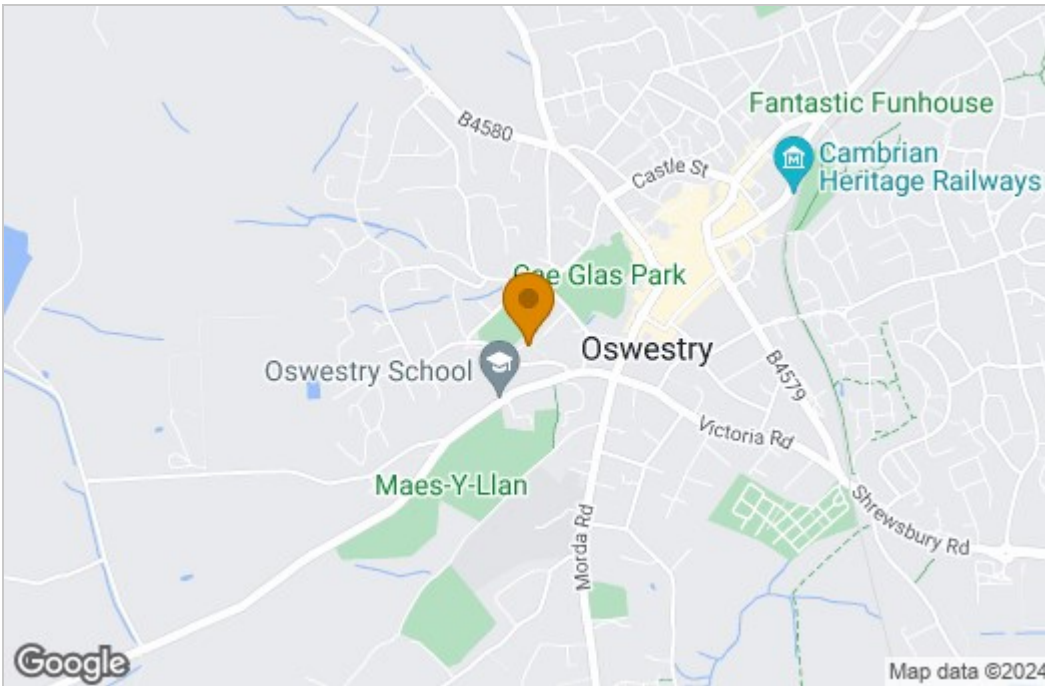 Fantastic Funhouse
B4580
Cambrian
Heritage Railways
Castle St
Cae Glas Park
Oswestry
Oswestry School
B4579
Victoria Rd
Maes-Y-Llan
Shrewsbury Rd
Morda Rd
Google
Map data ©2024